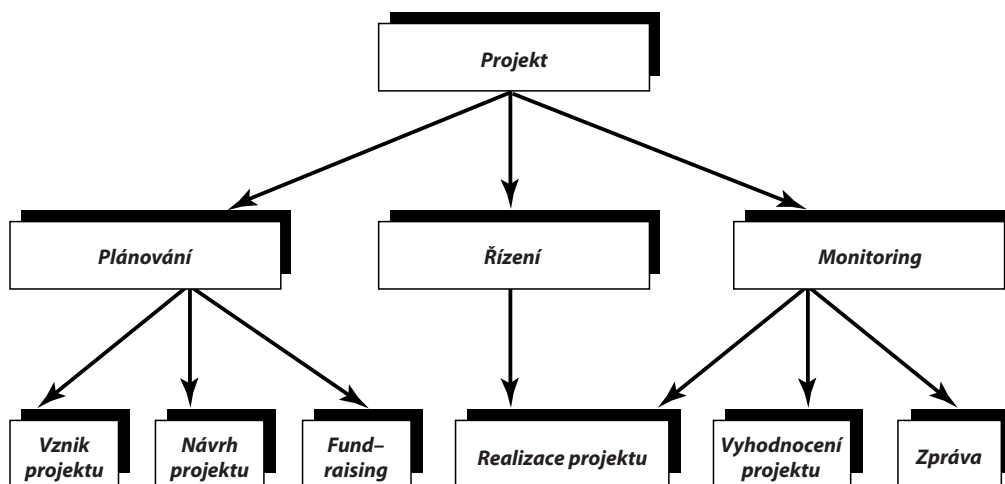 Projekt
Plánování
Řízení
Monitoring
Vznik
projektu
Návrh
projektu
Fund–
raising
Realizace projektu
Vyhodnocení
projektu
Zpráva